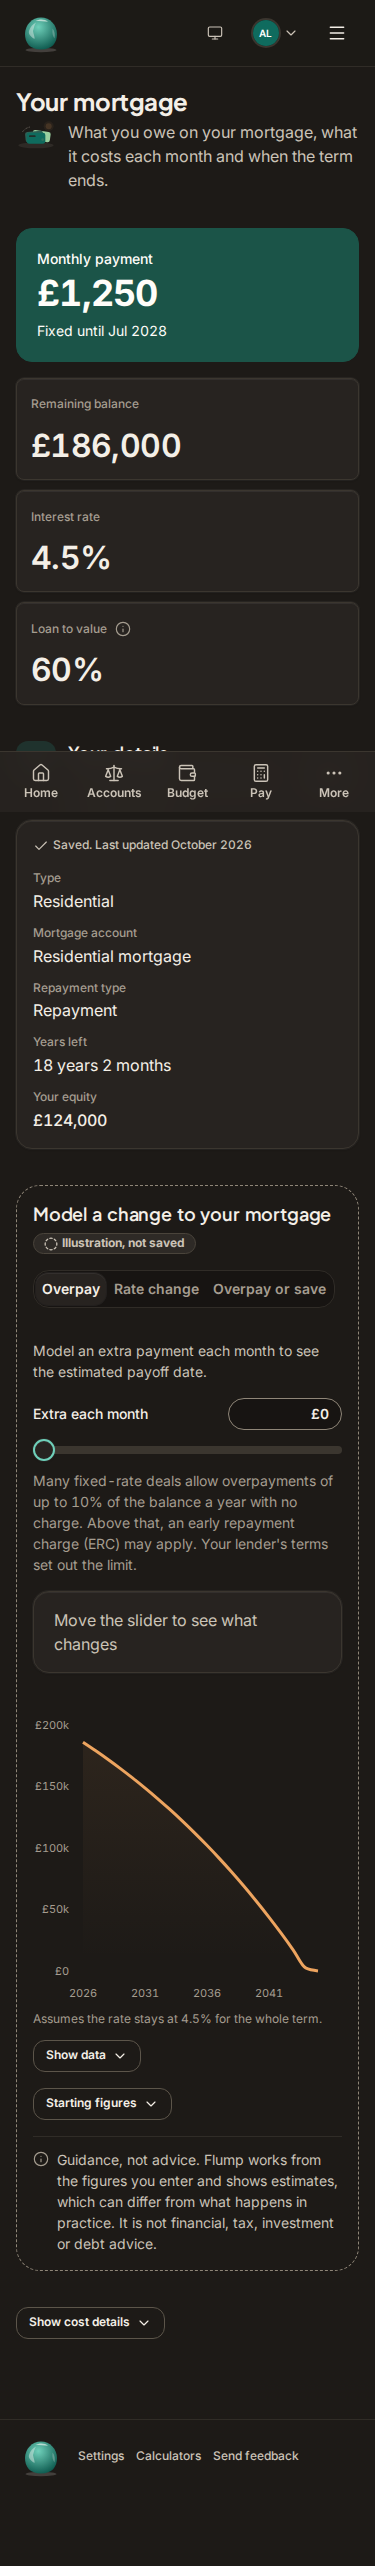 AL
Your mortgage
What you owe on your mortgage, what
it costs each month and when the term
ends.
Monthly payment
£1,250
Fixed until Jul 2028
Remaining balance
£186,000
Interest rate
4.5%
Loan to value
60%
Your details
Home
Accounts
Budget
Pay
More
Saved. Last updated October 2026
Type
Residential
Mortgage account
Residential mortgage
Repayment type
Repayment
Years left
18 years 2 months
Your equity
£124,000
Model a change to your mortgage
Illustration, not saved
Overpay Rate change Overpay or save
Model an extra payment each month to see
the estimated payoff date.
Extra each month £0
Many fixed-rate deals allow overpayments of
up to 10% of the balance a year with no
charge. Above that, an early repayment
charge (ERC) may apply. Your lender's terms
set out the limit.
Move the slider to see what
changes
£200k
£150k
£100k
£50k
£0
2026 2031 2036 2041
Assumes the rate stays at 4.5% for the whole term.
Show data
Starting figures
Guidance, not advice. Flump works from
the figures you enter and shows estimates,
which can differ from what happens in
practice. It is not financial, tax, investment
or debt advice.
Show cost details
Settings Calculators Send feedback